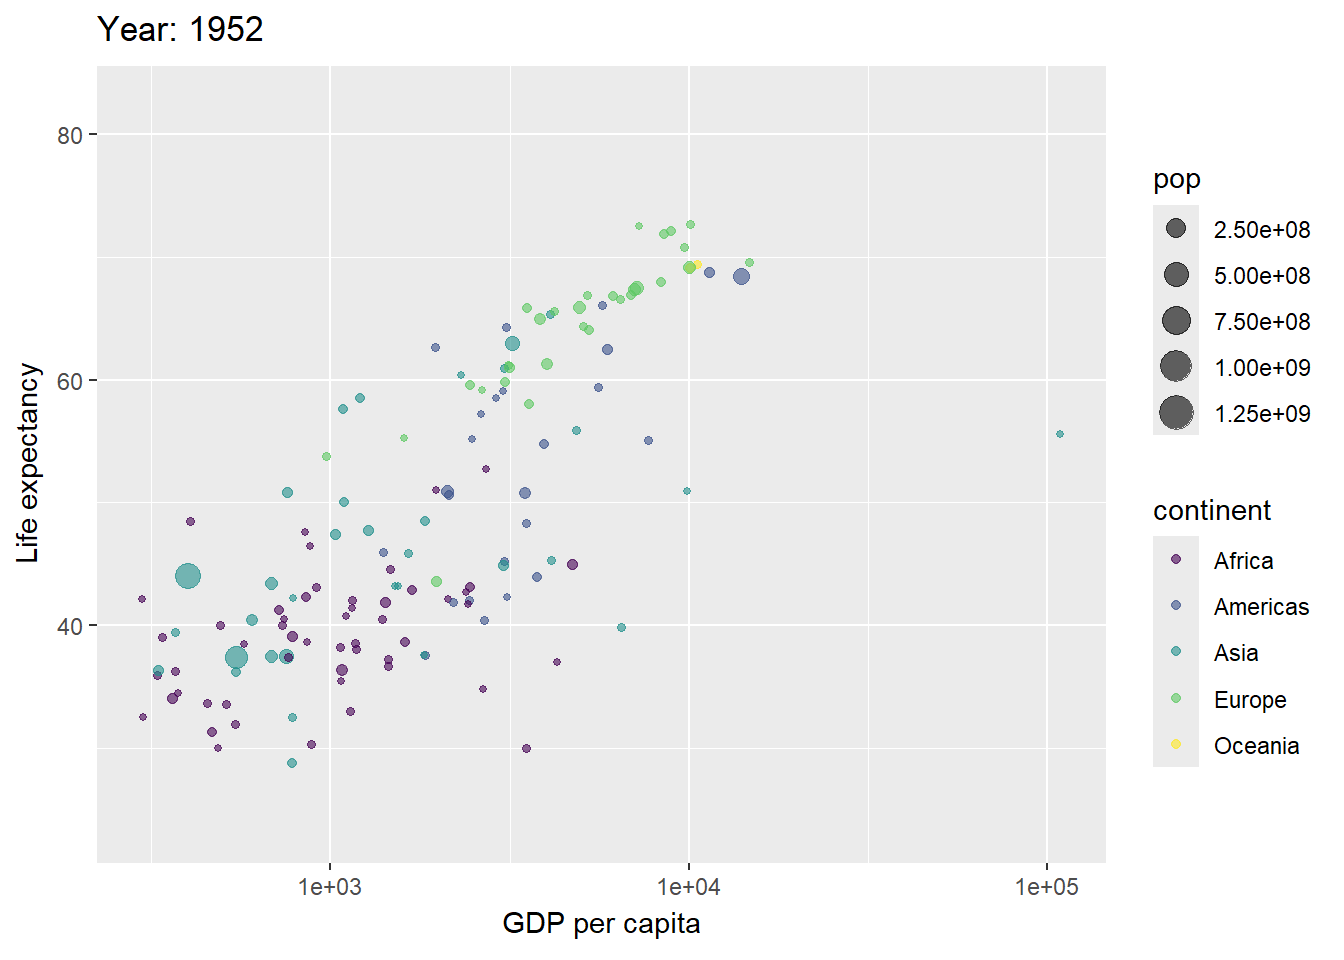 Year: 1952
Life expectancy
80
60
40
1e+03
1e+04
1e+05
GDP per capita
pop
2.50e+08
5.00e+08
7.50e+08
1.00e+09
1.25e+09
continent
Africa
Americas
Asia
Europe
Oceania